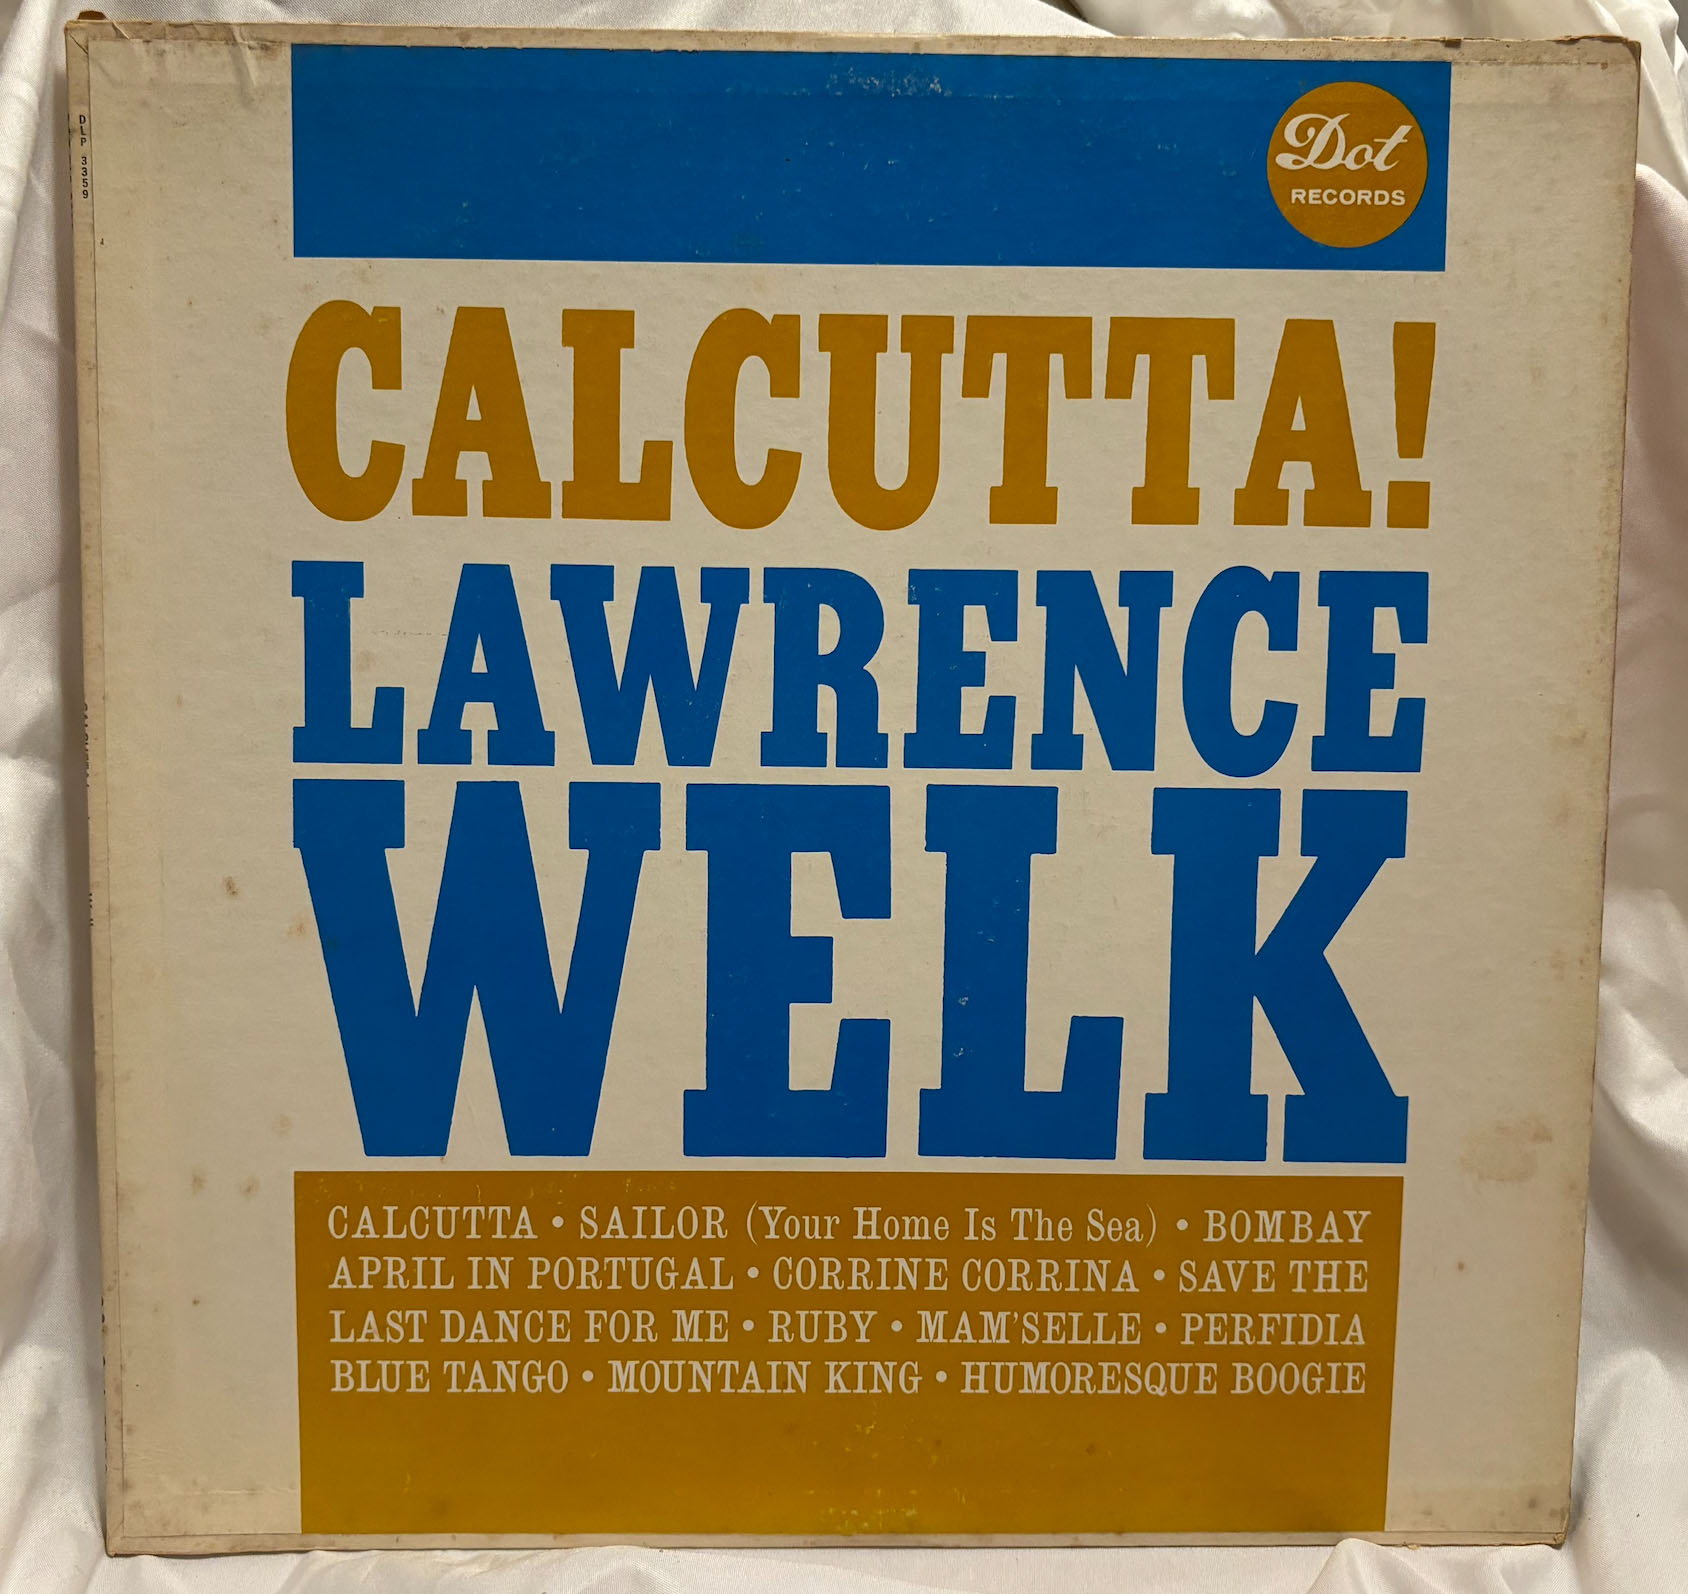 DLP 3359
Dot
RECORDS
CALCUTTA!
LAWRENCE
WELK
CALCUTTA • SAILOR (Your Home Is The Sea) • BOMBAY
APRIL IN PORTUGAL • CORRINE CORRINA • SAVE THE
LAST DANCE FOR ME • RUBY • MAM'SELLE • PERFIDIA
BLUE TANGO • MOUNTAIN KING • HUMORESQUE BOOGIE